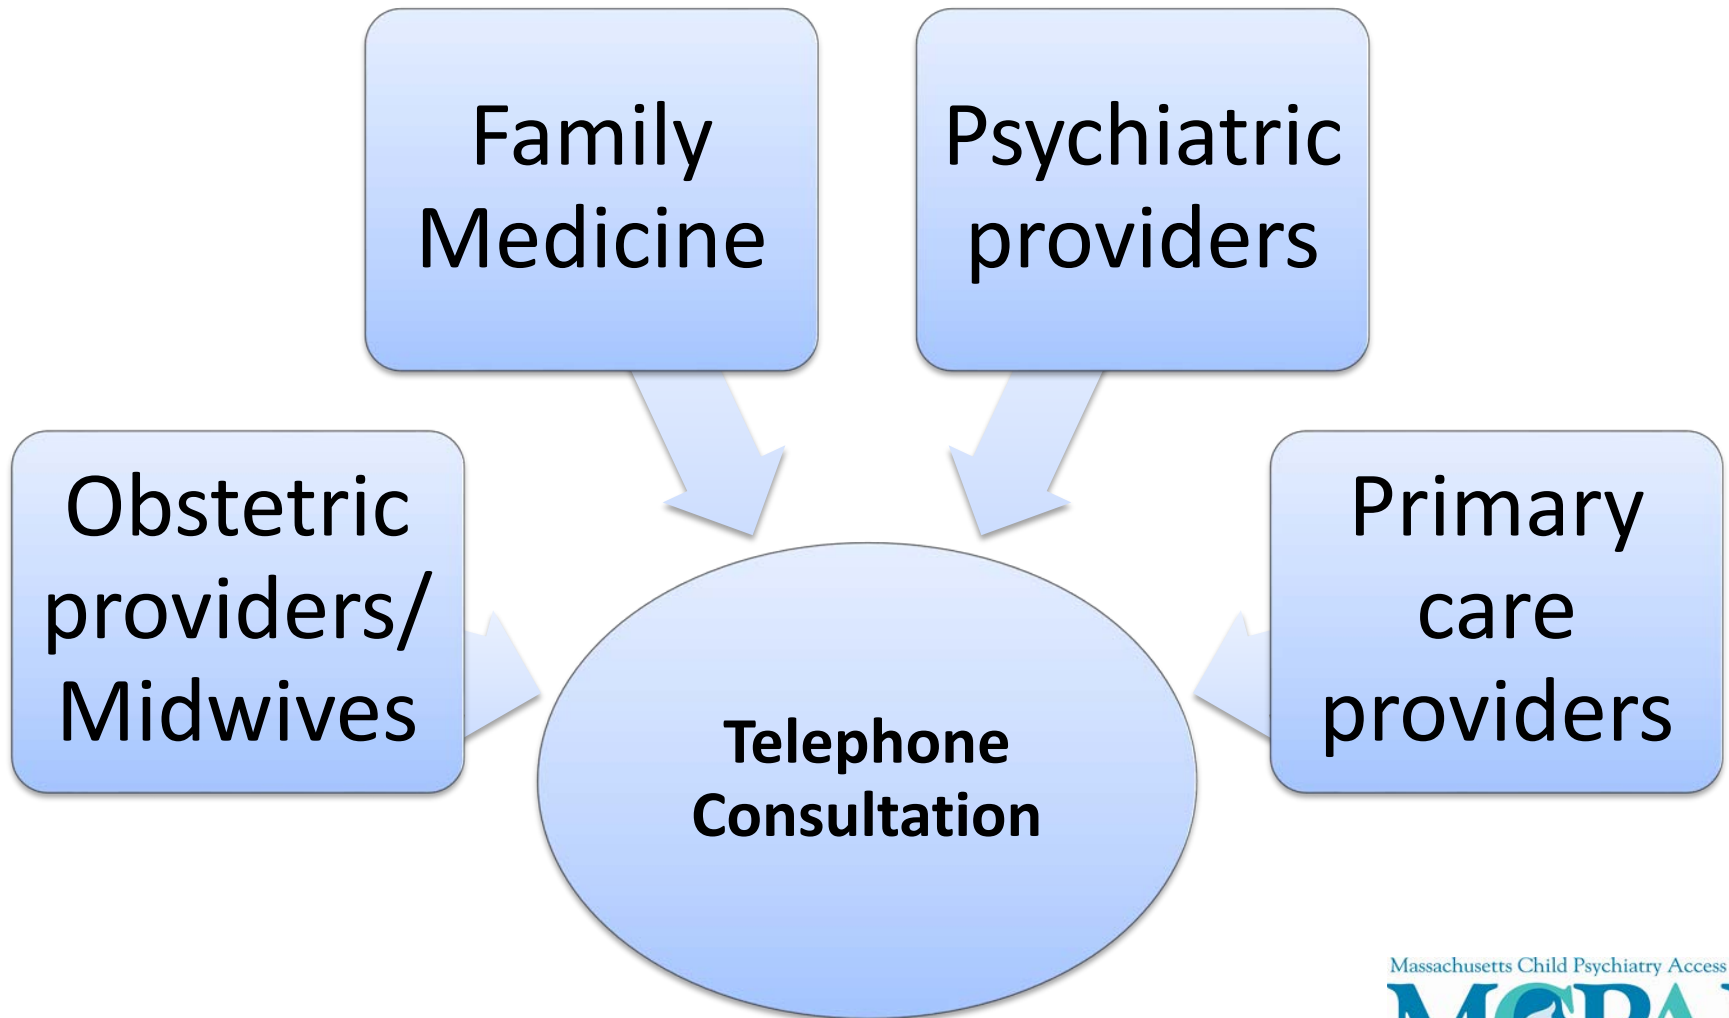 Family
Medicine
Psychiatric
providers
Obstetric
providers/
Midwives
Primary
care
providers
Telephone
Consultation
Massachusetts Child Psychiatry Access